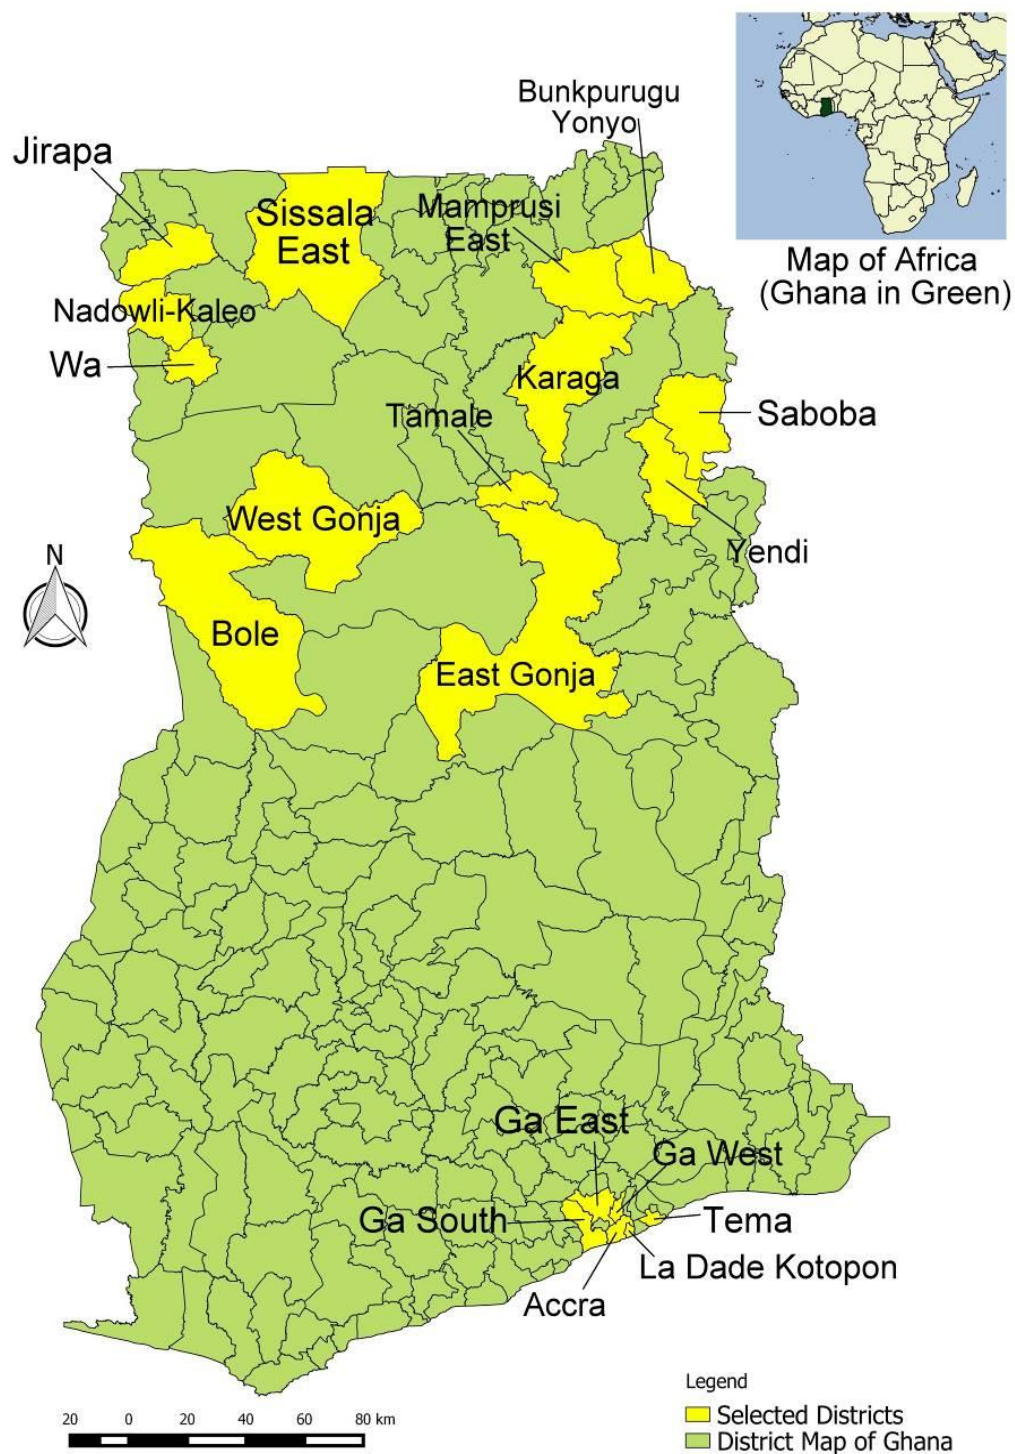 Bunkpurugu
Yonyo
Jirapa
Sissala
East
Mamprusi
East
Map of Africa
(Ghana in Green)
Nadowli-Kaleo
Wa
Karaga
Tamale
Saboba
West Gonja
Yendi
N
Bole
East Gonja
Ga East
Ga West
Ga South
Tema
La Dade Kotopon
Accra
Legend
Selected Districts
District Map of Ghana
20 0 20 40 60 80 km